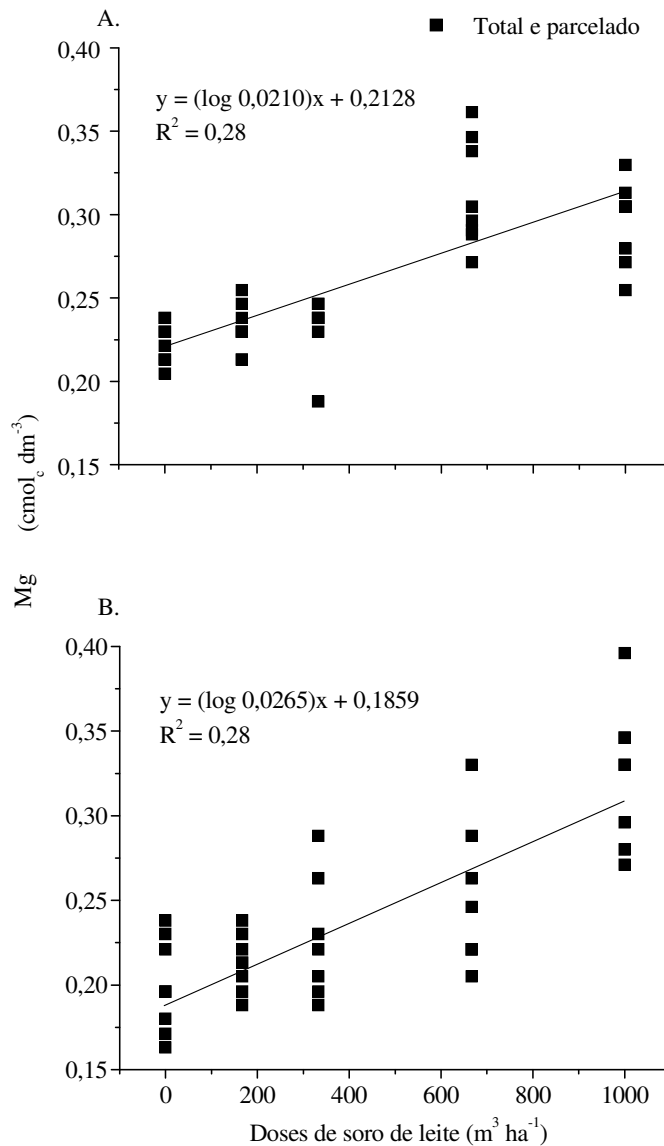 A.
■ Total e parcelado
0,40
y = (log 0,0210)x + 0,2128
0,35
R² = 0,28
0,30
0,25
0,20
0,15
Mg (cmol_c dm⁻³)
B.
0,40
y = (log 0,0265)x + 0,1859
0,35
R² = 0,28
0,30
0,25
0,20
0,15
0 200 400 600 800 1000
Doses de soro de leite (m³ ha⁻¹)